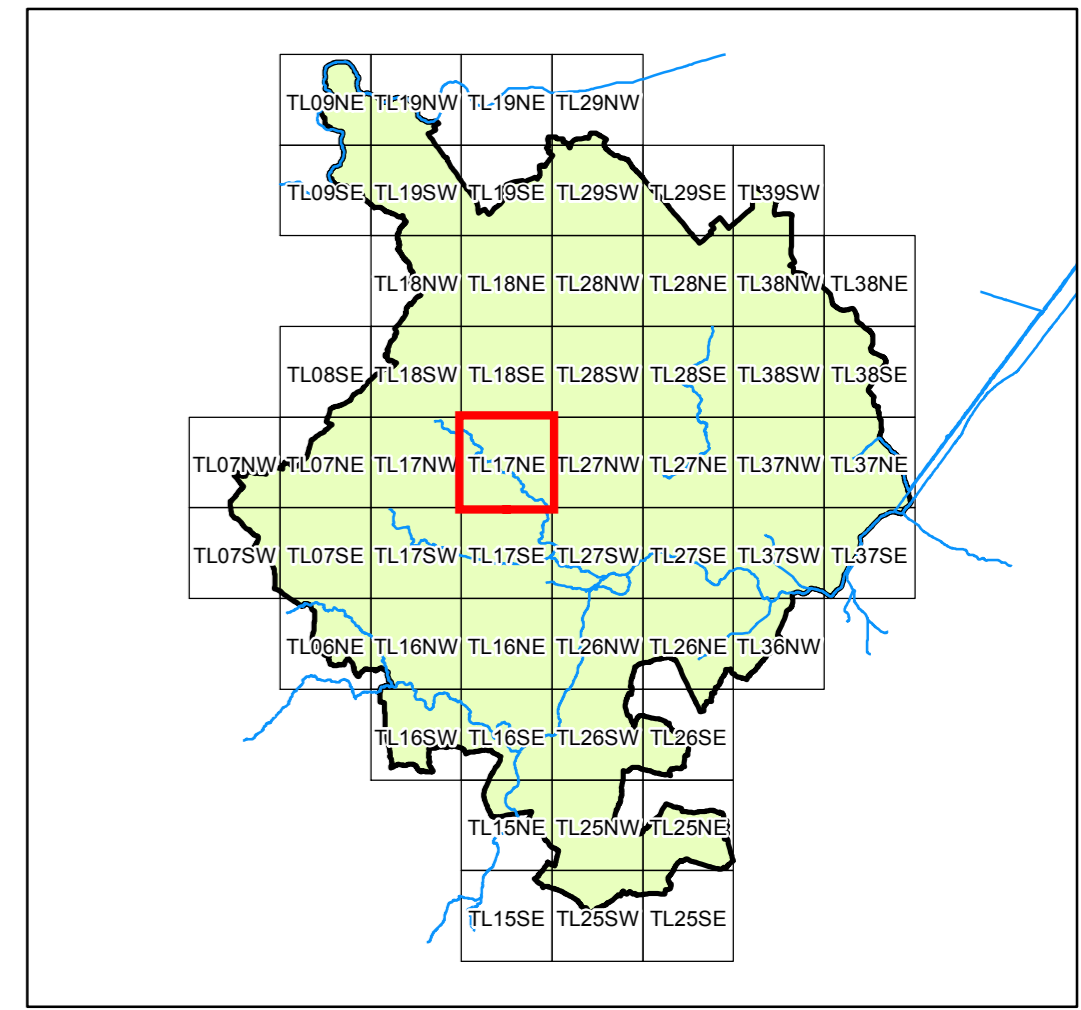 TL09NE TL19NW TL19NE TL29NW
TL09SE TL19SW TL19SE TL29SW TL29SE TL39SW
TL18NW TL18NE TL28NW TL28NE TL38NW TL38NE
TL08SE TL18SW TL18SE TL28SW TL28SE TL38SW TL38SE
TL07NW TL07NE TL17NW TL17NE TL27NW TL27NE TL37NW TL37NE
TL07SW TL07SE TL17SW TL17SE TL27SW TL27SE TL37SW TL37SE
TL06NE TL16NW TL16NE TL26NW TL26NE TL36NW
TL16SW TL16SE TL26SW TL26SE
TL15NE TL25NW TL25NE
TL15SE TL25SW TL25SE